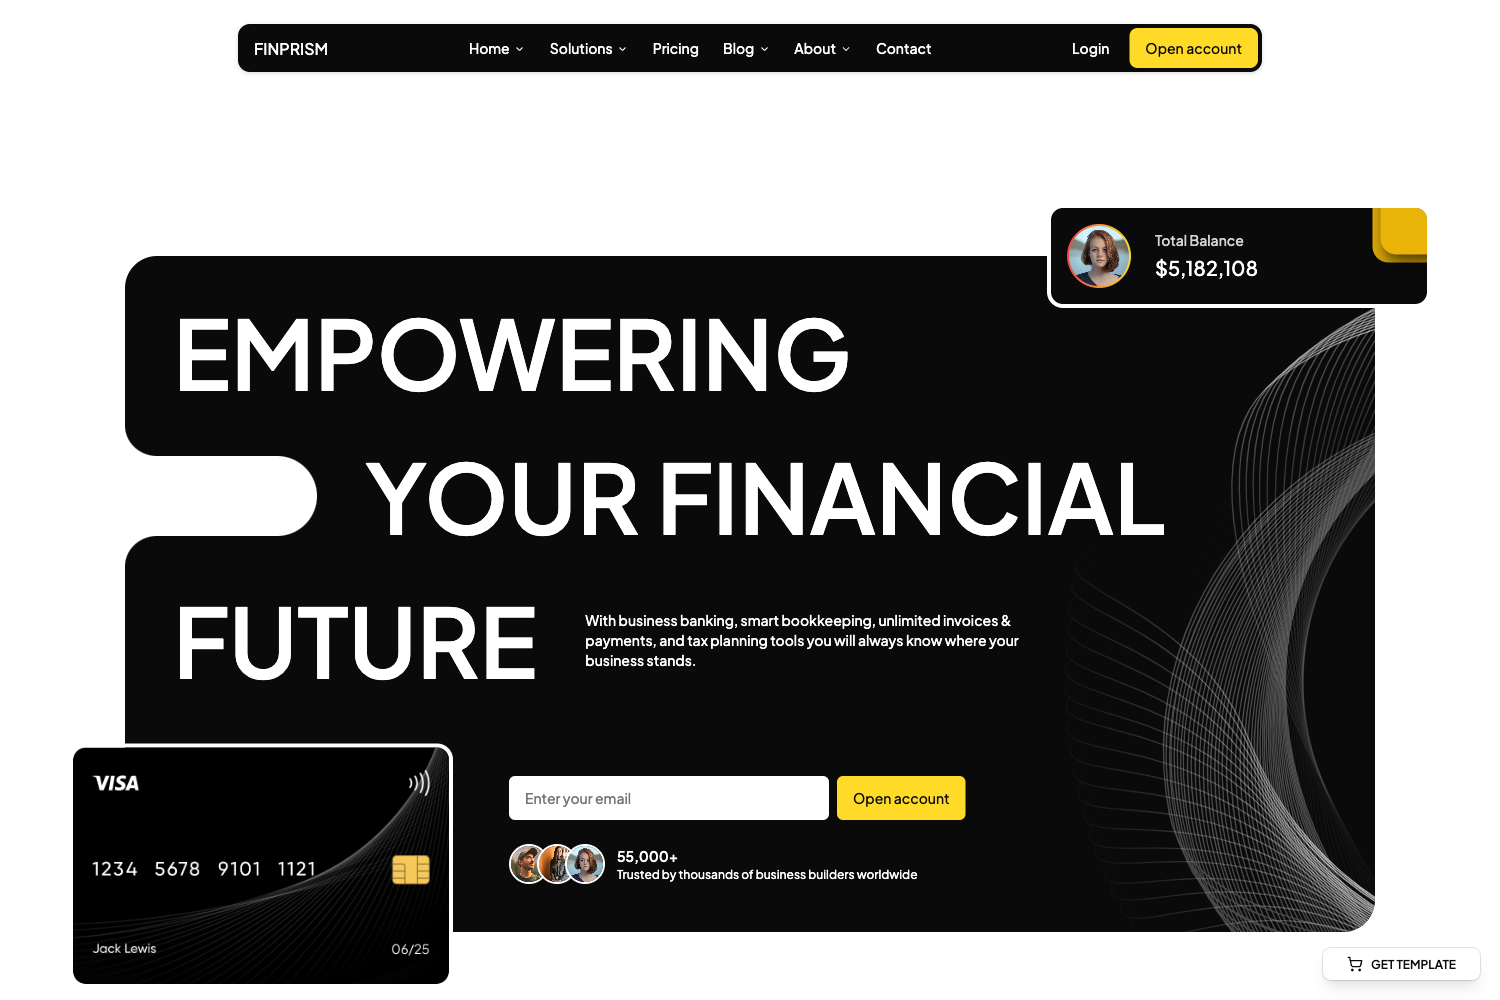 FINPRISM
Home
Solutions
Pricing
Blog
About
Contact
Login
Open account
Total Balance
$5,182,108
EMPOWERING
YOUR FINANCIAL
FUTURE
With business banking, smart bookkeeping, unlimited invoices &
payments, and tax planning tools you will always know where your
business stands.
VISA
1234 5678 9101 1121
Jack Lewis
06/25
Enter your email
Open account
55,000+
Trusted by thousands of business builders worldwide
GET TEMPLATE